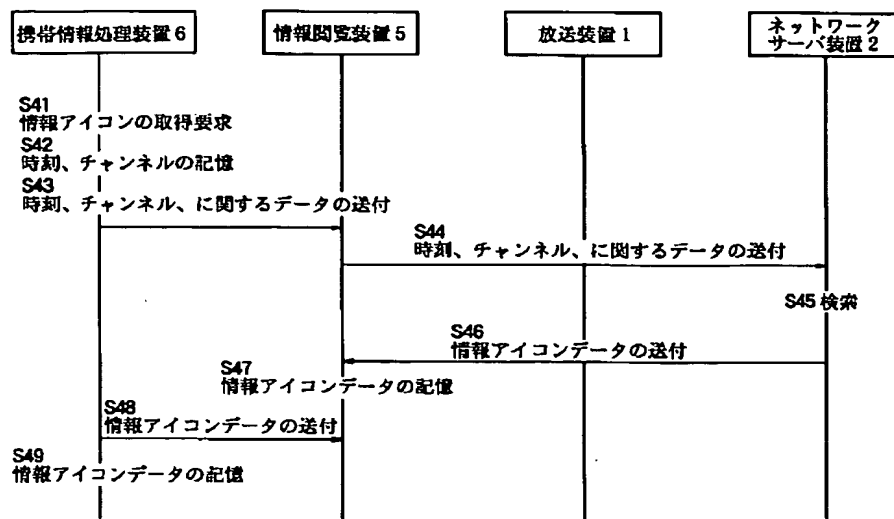 携帯情報処理装置6
情報閲覧装置5
放送装置1
ネットワーク
サーバ装置2
S41
情報アイコンの取得要求
S42
時刻、チャンネルの記憶
S43
時刻、チャンネル、に関するデータの送付
S44
時刻、チャンネル、に関するデータの送付
S45 検索
S46
情報アイコンデータの送付
S47
情報アイコンデータの記憶
S48
情報アイコンデータの送付
S49
情報アイコンデータの記憶